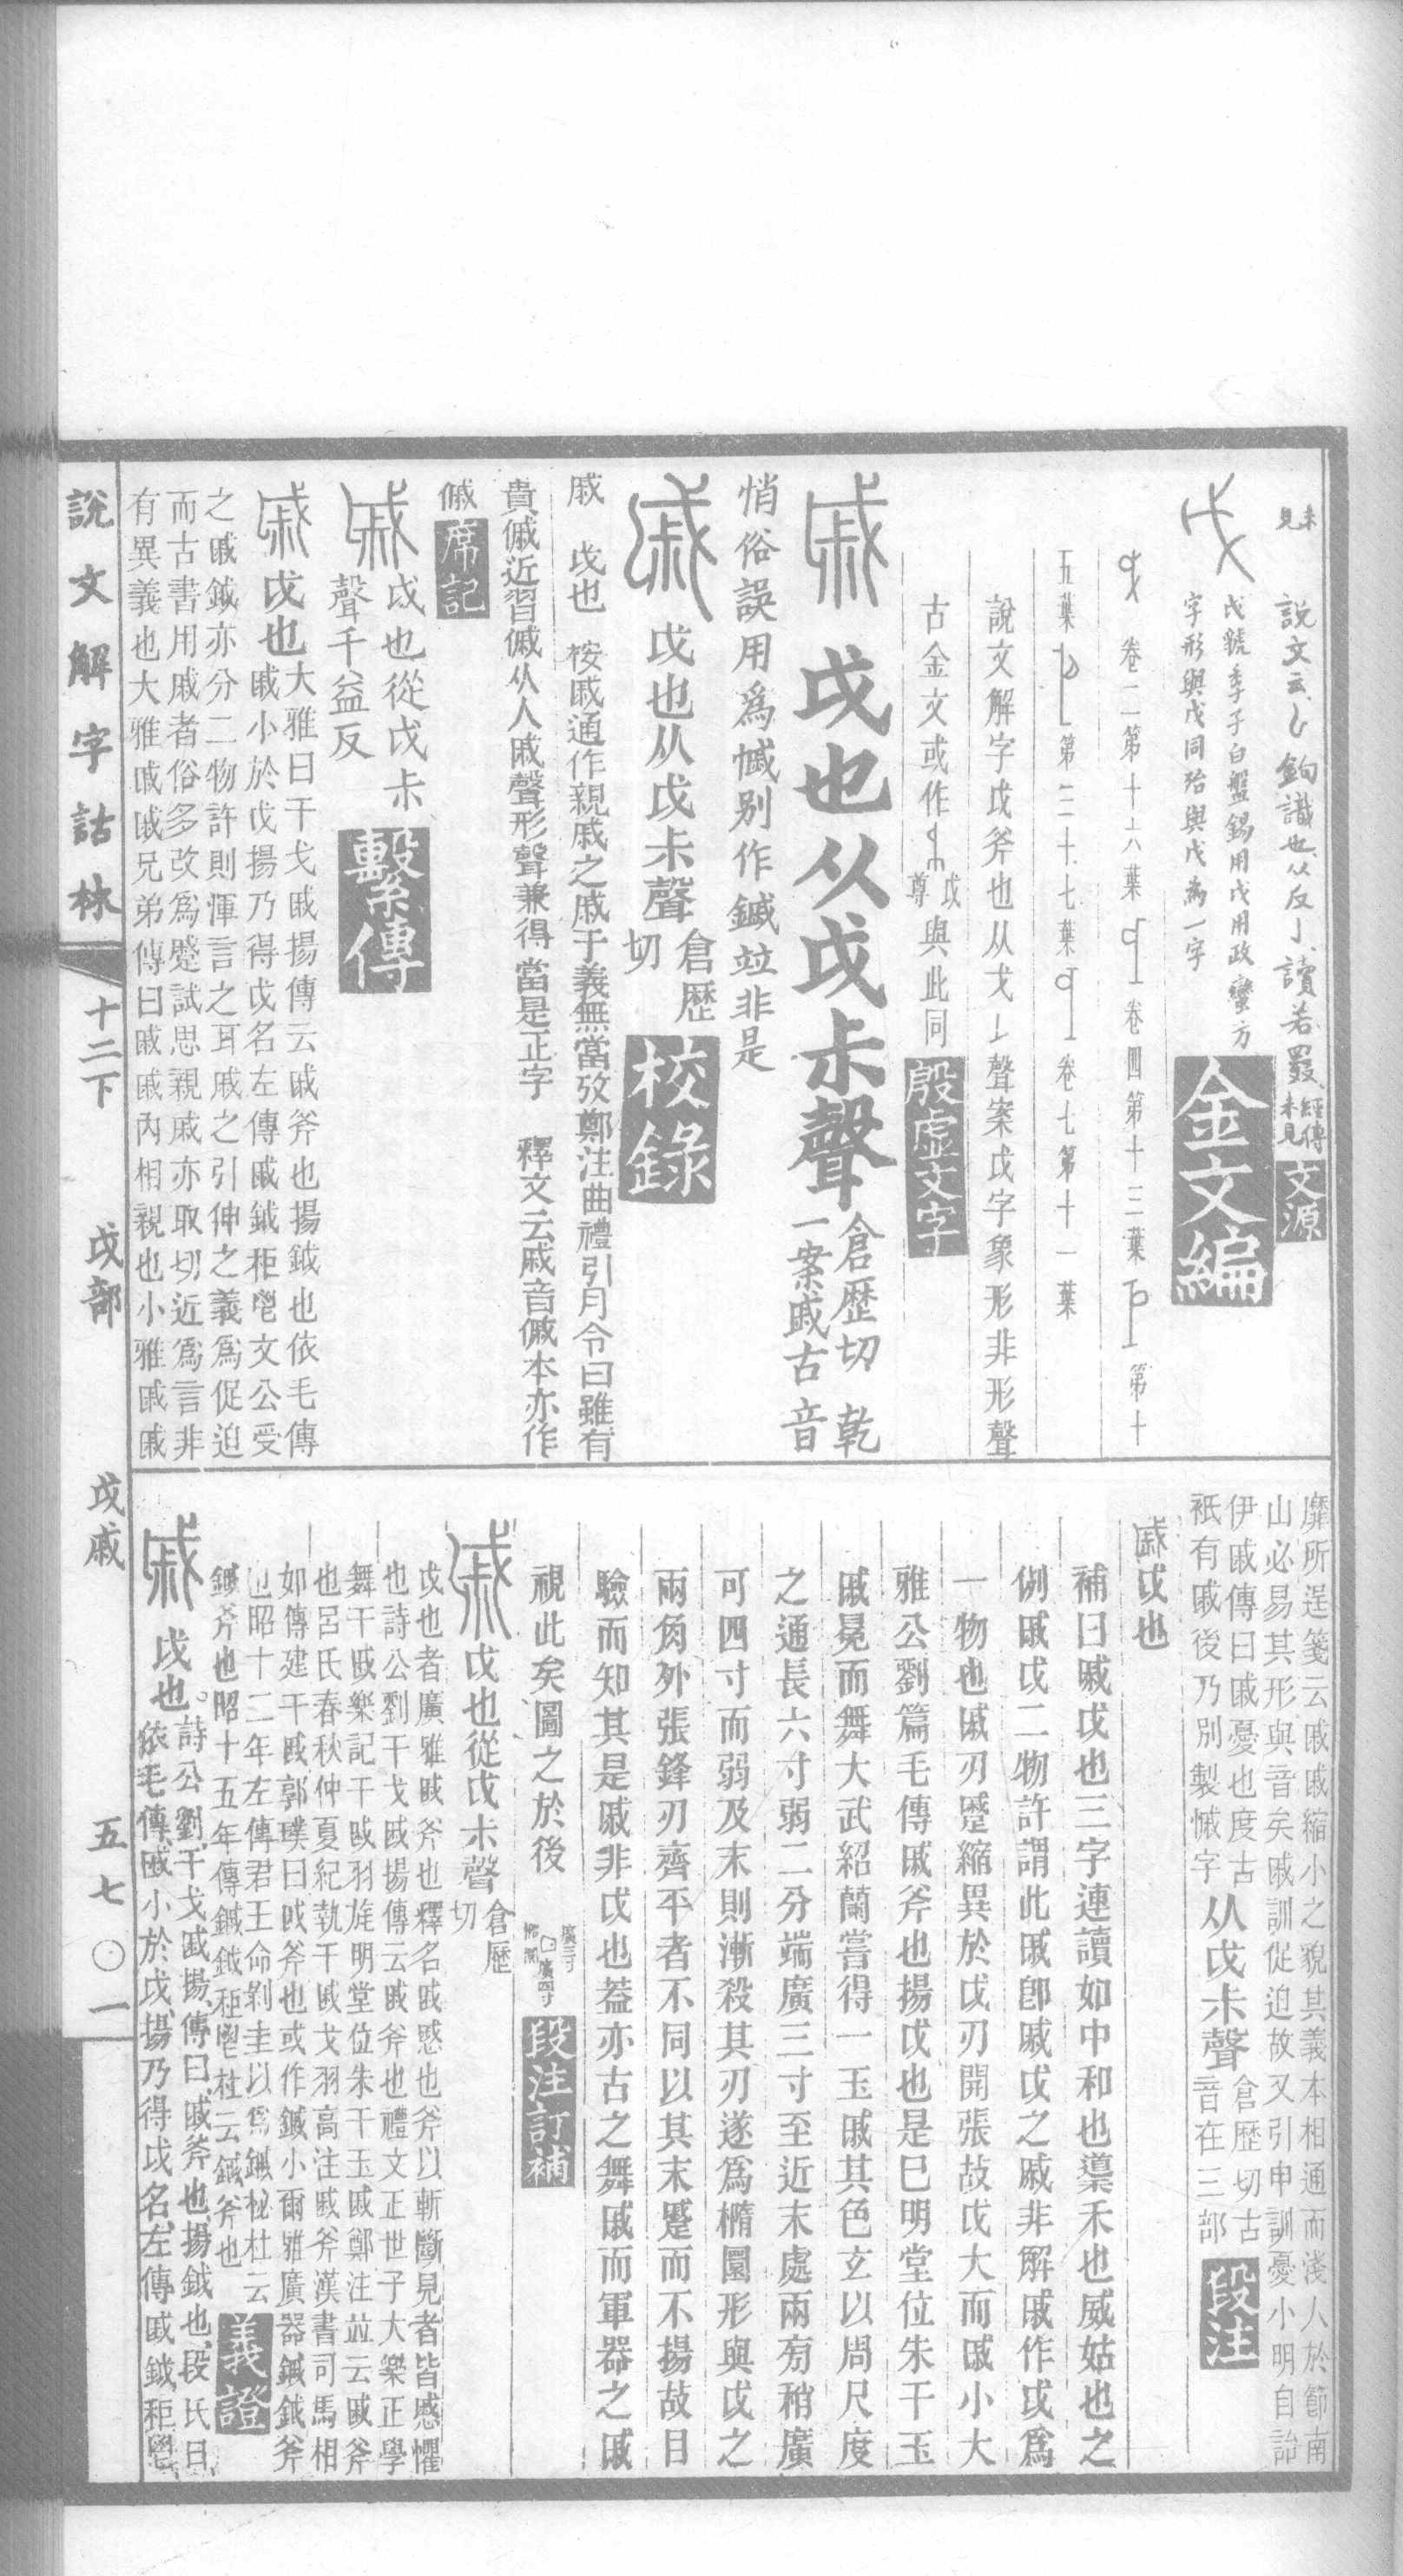 未見
說文云𠄌鉤識也从反亅讀若罬經傳未見 文源
戉虢季子白盤錫用戉用政蠻方
字形與戊同殆與戊為一字 金文編
卷二第十六葉 卷四第十三葉 第十
五葉 第二十七葉 卷七第十一葉
說文解字戉斧也从戈𠄌聲案戉字象形非形聲
古金文或作 戉尊 與此同 殷虛文字
戚 戉也从戉尗聲 倉歷切 乾
一案戚古音
悄俗誤用爲慽别作鏚竝非是
戚 戉也从戉尗聲 倉歷切 校錄
戚 戉也 按戚通作親戚之戚于義無當攷鄭注曲禮引月令曰雖有
貴傶近習傶从人戚聲形聲兼得當是正字 釋文云戚音傶本亦作
傶 席記
戚 戉也從戉尗
聲千益反 繫傳
戚 戉也 大雅曰干戈戚揚傳云戚斧也揚鉞也依毛傳
戚小於戉揚乃得戉名左傳戚鉞秬鬯文公受
之戚鉞亦分二物許則渾言之耳戚之引伸之義爲促迫
而古書用戚者俗多改爲蹙試思親戚亦取切近爲言非
有異義也大雅戚戚兄弟傳曰戚戚內相親也小雅戚戚
靡所逞箋云戚戚縮小之貌其義本相通而淺人於節南
山必易其形與音矣戚訓促迫故又引申訓憂小明自詒
伊戚傳曰戚憂也度古
衹有戚後乃別製慽字 从戉尗聲 倉歷切古音在三部 段注
戚戉也
補曰戚戉也三字連讀如中和也𣕊禾也威姑也之
例戚戉二物許謂此戚卽戚戉之戚非解戚作戉爲
一物也戚刃蹙縮異於戉刃開張故戉大而戚小大
雅公劉篇毛傳戚斧也揚戉也是已明堂位朱干玉
戚冕而舞大武紹蘭嘗得一玉戚其色玄以周尺度
之通長六寸弱二分端廣三寸至近末處兩㫄稍廣
可四寸而弱及末則漸殺其刃遂爲橢圜形與戉之
兩角外張鋒刃齊平者不同以其末蹙而不揚故目
驗而知其是戚非戉也蓋亦古之舞戚而軍器之戚
視此矣圖之於後 廣三寸 廣四寸 段注訂補
戚 戉也從戉尗聲 倉歷切
戉也者廣雅戚斧也釋名戚慼也斧以斬斷見者皆慼懼
也詩公劉干戈戚揚傳云戚斧也禮文正世子大樂正學
舞干戚樂記干戚羽旄明堂位朱干玉戚鄭注竝云戚斧
也呂氏春秋仲夏紀執干戚戈羽高注戚斧漢書司馬相
如傳建干戚郭璞曰戚斧也或作鏚小爾雅廣器鏚鉞斧
也昭十二年左傳君王命剝圭以爲鏚柲杜云
鏚斧也昭十五年傳鏚鉞秬鬯杜云鏚斧也 義證
戚 戉也。詩公劉、干戈戚揚、傳曰、戚斧也、揚鉞也、段氏曰、
依毛傳、戚小於戉、揚乃得戉名、左傳戚鉞秬鬯、
說文解字詁林 十二下 戉部 戉戚 五七〇一